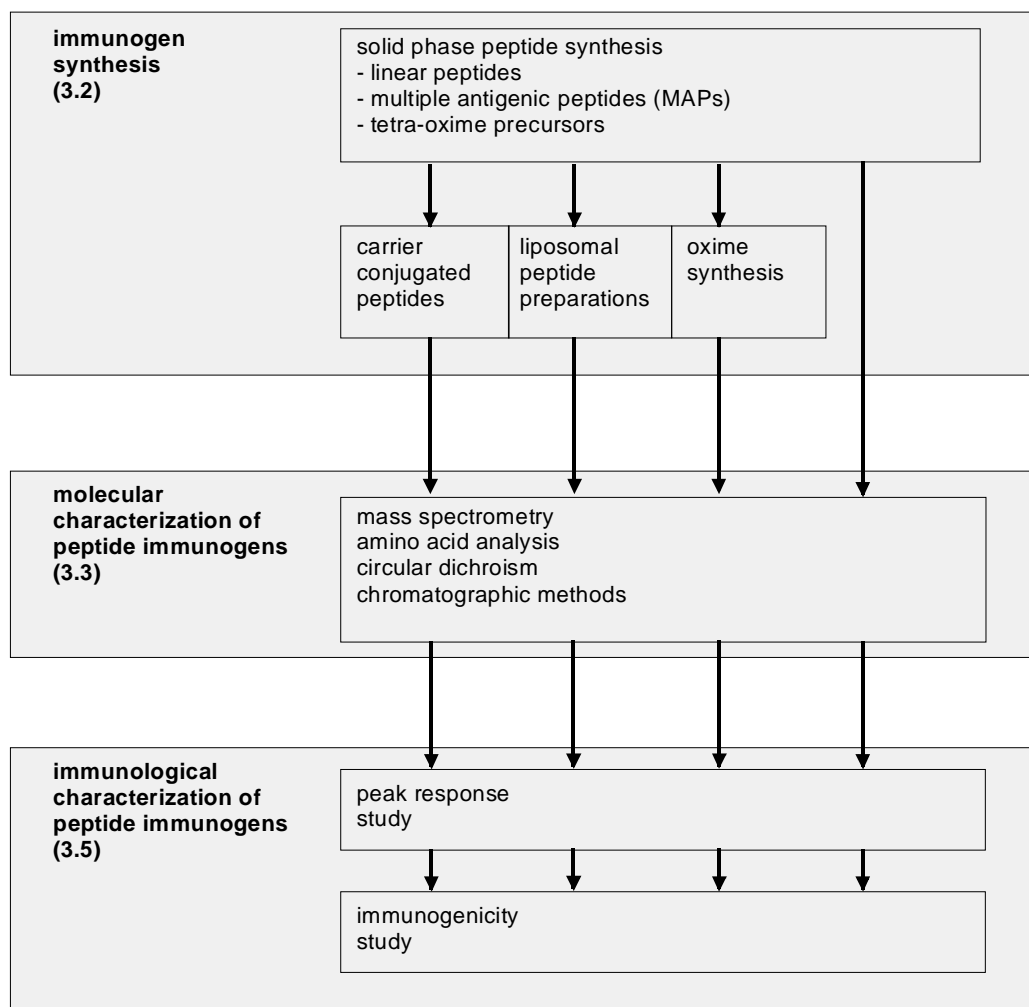 immunogen
synthesis
(3.2)
solid phase peptide synthesis
- linear peptides
- multiple antigenic peptides (MAPs)
- tetra-oxime precursors
carrier
conjugated
peptides
liposomal
peptide
preparations
oxime
synthesis
molecular
characterization of
peptide immunogens
(3.3)
mass spectrometry
amino acid analysis
circular dichroism
chromatographic methods
immunological
characterization of
peptide immunogens
(3.5)
peak response
study
immunogenicity
study